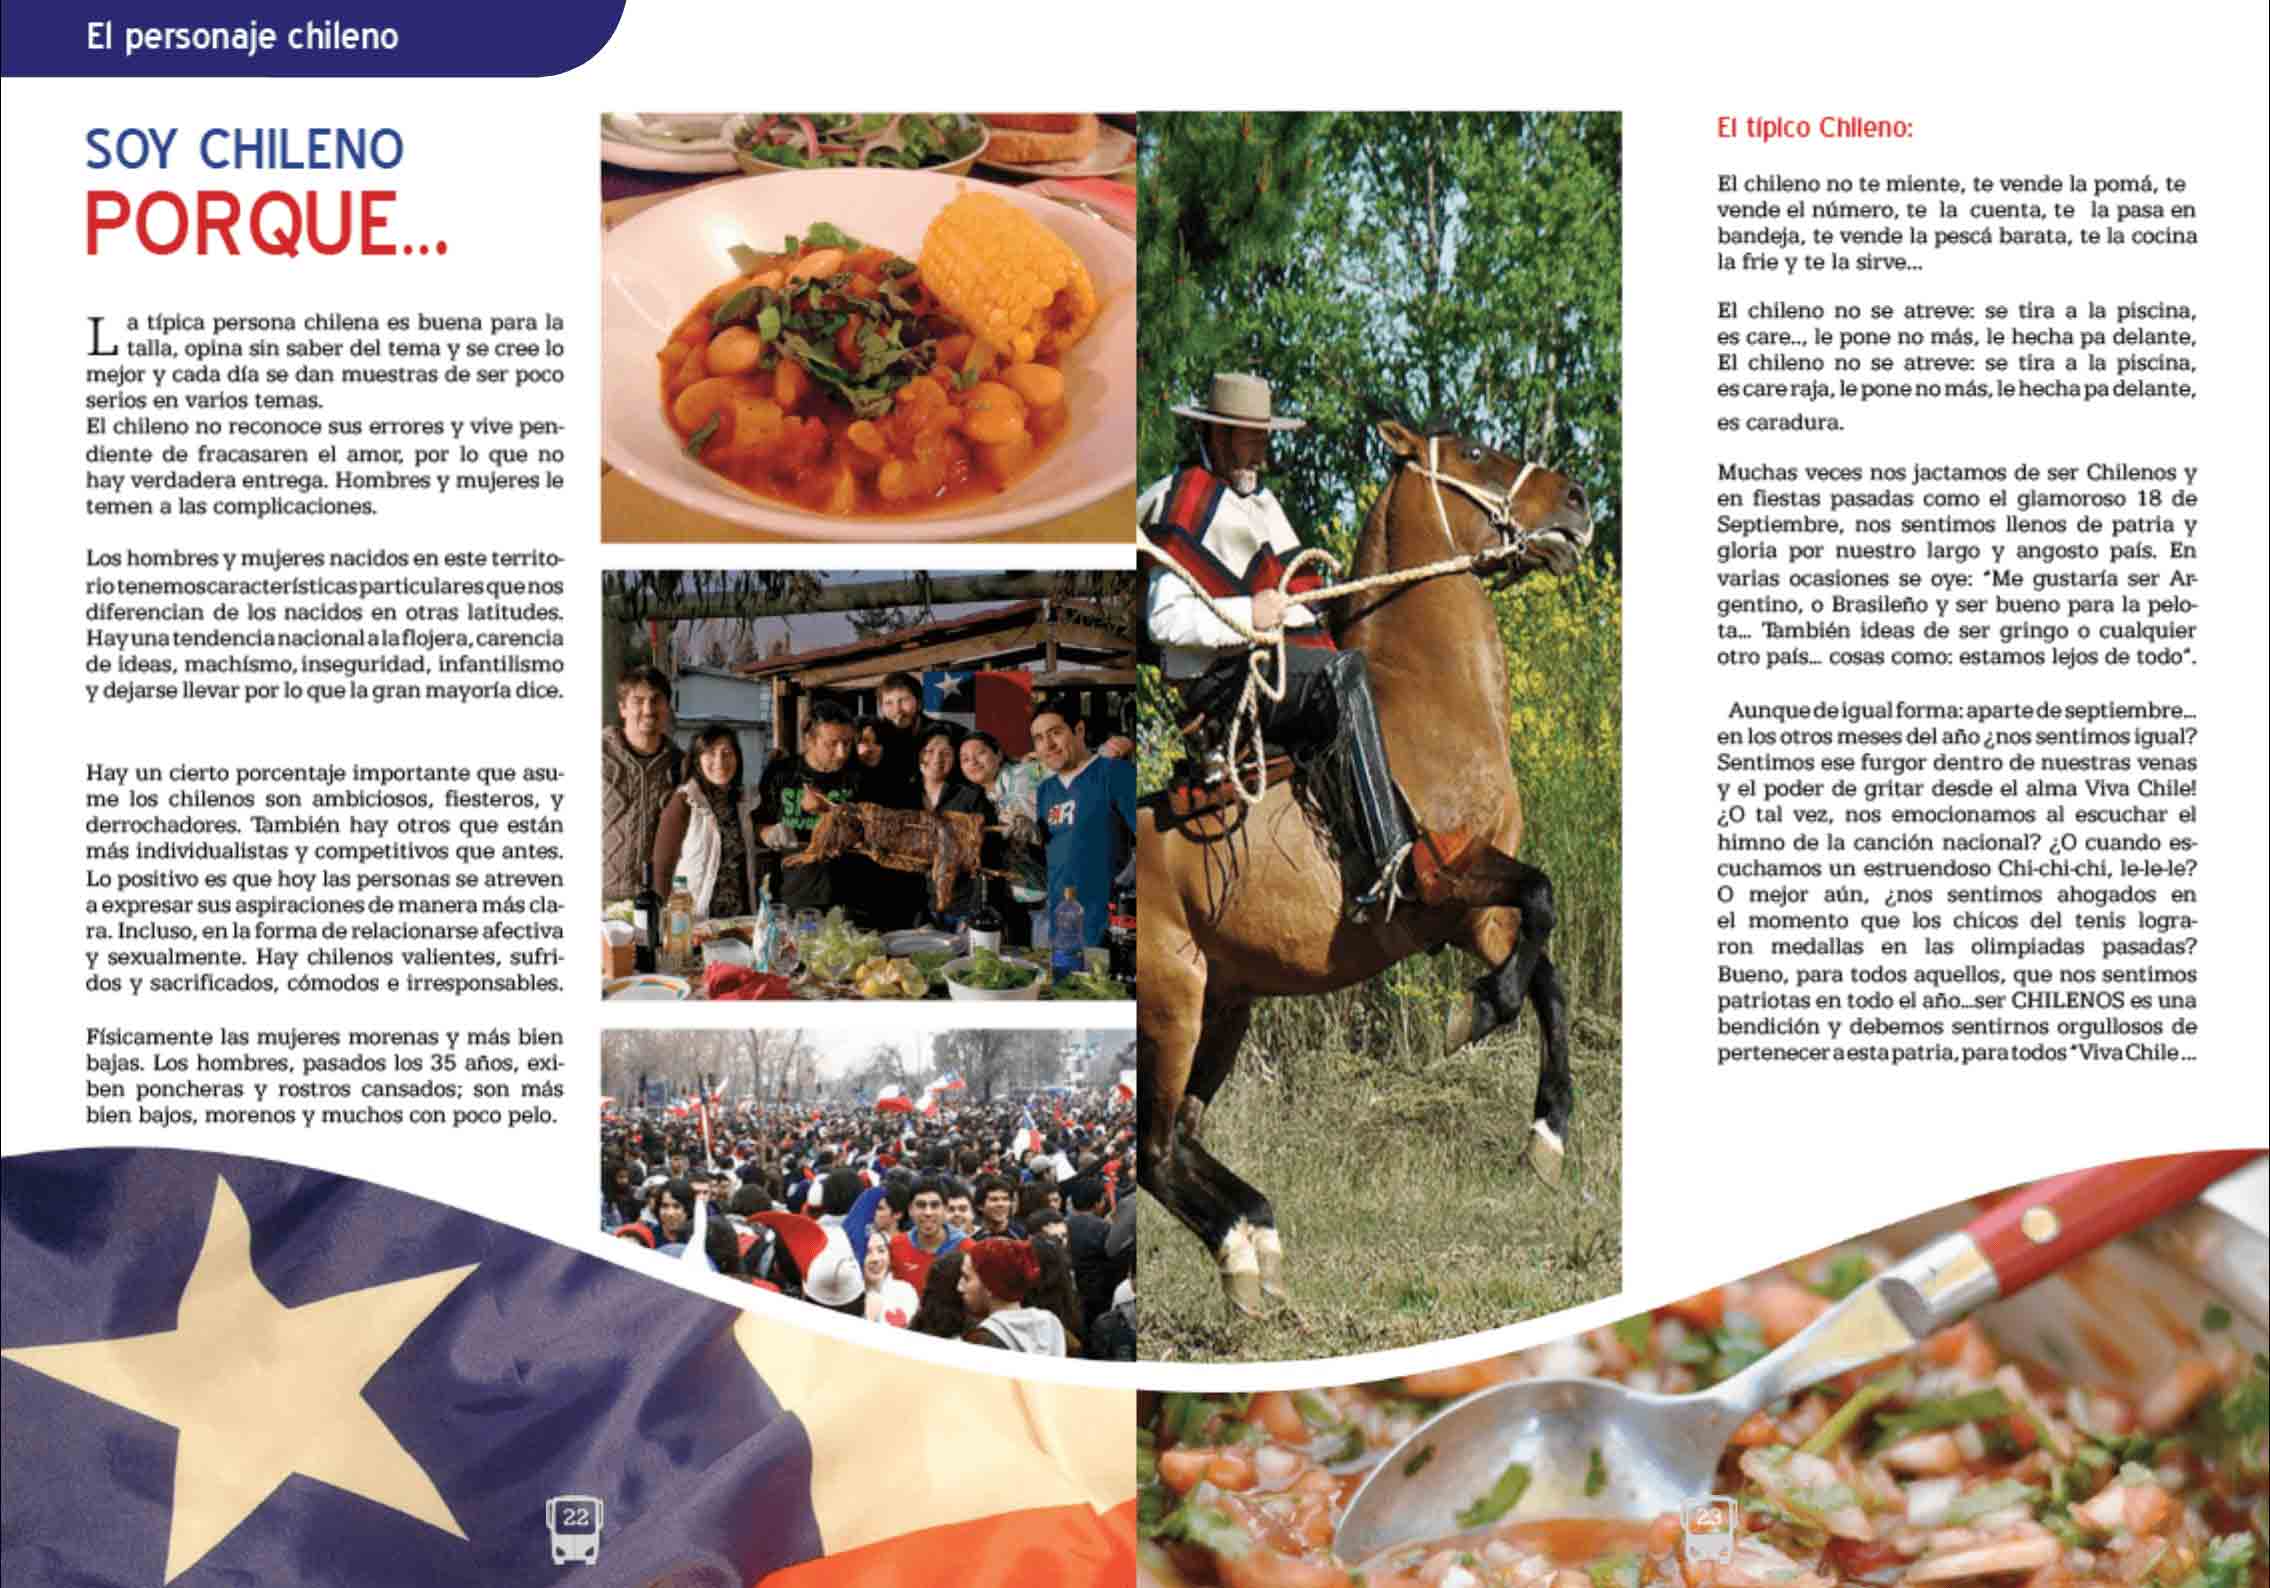 El personaje chileno
SOY CHILENO
PORQUE...
La típica persona chilena es buena para la
talla, opina sin saber del tema y se cree lo
mejor y cada día se dan muestras de ser poco
serios en varios temas.
El chileno no reconoce sus errores y vive pen-
diente de fracasaren el amor, por lo que no
hay verdadera entrega. Hombres y mujeres le
temen a las complicaciones.
Los hombres y mujeres nacidos en este territo-
rio tenemos características particulares que nos
diferencian de los nacidos en otras latitudes.
Hay una tendencia nacional a la flojera, carencia
de ideas, machísmo, inseguridad, infantilismo
y dejarse llevar por lo que la gran mayoría dice.
Hay un cierto porcentaje importante que asu-
me los chilenos son ambiciosos, fiesteros, y
derrochadores. También hay otros que están
más individualistas y competitivos que antes.
Lo positivo es que hoy las personas se atreven
a expresar sus aspiraciones de manera más cla-
ra. Incluso, en la forma de relacionarse afectiva
y sexualmente. Hay chilenos valientes, sufri-
dos y sacrificados, cómodos e irresponsables.
Físicamente las mujeres morenas y más bien
bajas. Los hombres, pasados los 35 años, exi-
ben poncheras y rostros cansados; son más
bien bajos, morenos y muchos con poco pelo.
22
El típico Chileno:
El chileno no te miente, te vende la pomá, te
vende el número, te la cuenta, te la pasa en
bandeja, te vende la pescá barata, te la cocina
la frie y te la sirve...
El chileno no se atreve: se tira a la piscina,
es care.., le pone no más, le hecha pa delante,
El chileno no se atreve: se tira a la piscina,
es care raja, le pone no más, le hecha pa delante,
es caradura.
Muchas veces nos jactamos de ser Chilenos y
en fiestas pasadas como el glamoroso 18 de
Septiembre, nos sentimos llenos de patria y
gloria por nuestro largo y angosto país. En
varias ocasiones se oye: "Me gustaría ser Ar-
gentino, o Brasileño y ser bueno para la pelo-
ta... También ideas de ser gringo o cualquier
otro país... cosas como: estamos lejos de todo".
Aunque de igual forma: aparte de septiembre...
en los otros meses del año ¿nos sentimos igual?
Sentimos ese furgor dentro de nuestras venas
y el poder de gritar desde el alma Viva Chile!
¿O tal vez, nos emocionamos al escuchar el
himno de la canción nacional? ¿O cuando es-
cuchamos un estruendoso Chi-chi-chi, le-le-le?
O mejor aún, ¿nos sentimos ahogados en
el momento que los chicos del tenis logra-
ron medallas en las olimpiadas pasadas?
Bueno, para todos aquellos, que nos sentimos
patriotas en todo el año...ser CHILENOS es una
bendición y debemos sentirnos orgullosos de
pertenecer a esta patria, para todos "Viva Chile...
23